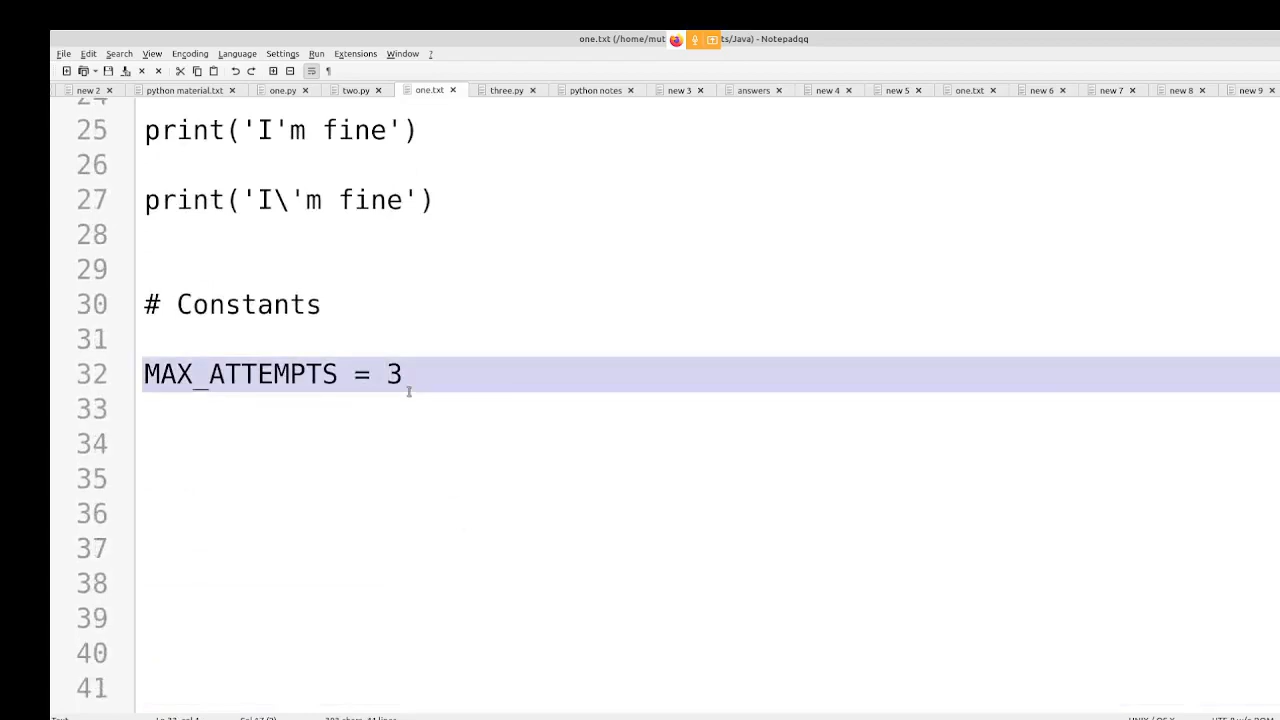 one.txt (/home/mut ts/Java) - Notepadqq
File Edit Search View Encoding Language Settings Run Extensions Window ?
new 2 python material.txt one.py two.py one.txt three.py python notes new 3 answers new 4 new 5 one.txt new 6 new 7 new 8 new 9
24
25 print('I'm fine')
26
27 print('I\'m fine')
28
29
30 # Constants
31
32 MAX_ATTEMPTS = 3
33
34
35
36
37
38
39
40
41